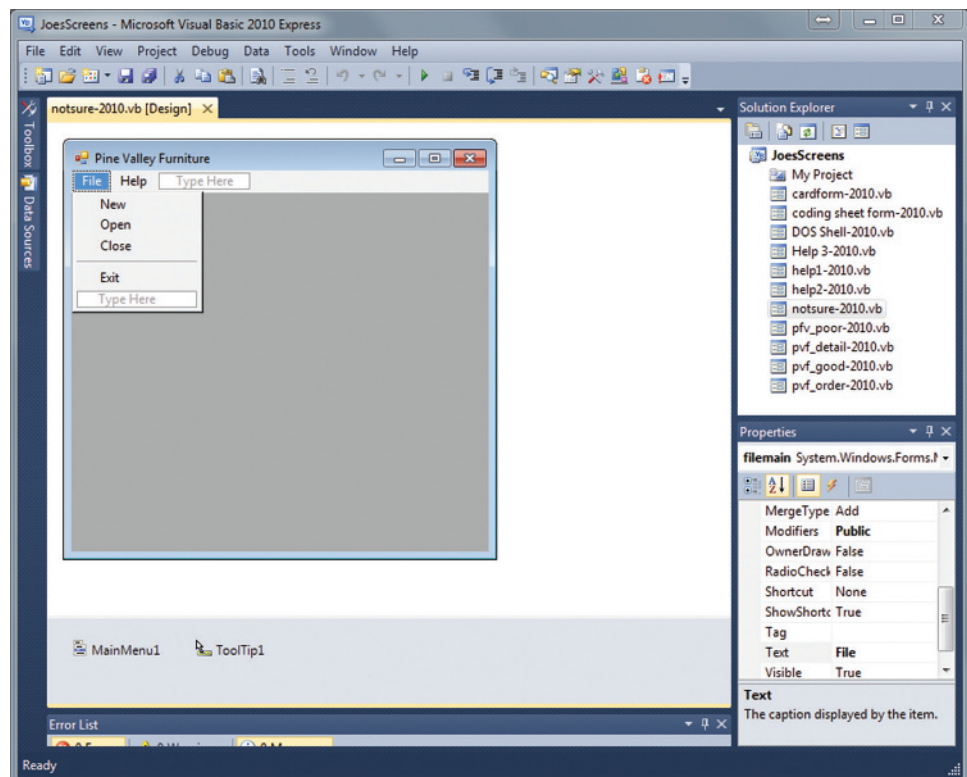 JoesScreens - Microsoft Visual Basic 2010 Express
File Edit View Project Debug Data Tools Window Help
notsure-2010.vb [Design]
Toolbox
Data Sources
Pine Valley Furniture
File Help Type Here
New
Open
Close
Exit
Type Here
MainMenu1 ToolTip1
Error List
Ready
Solution Explorer
JoesScreens
My Project
cardform-2010.vb
coding sheet form-2010.vb
DOS Shell-2010.vb
Help 3-2010.vb
help1-2010.vb
help2-2010.vb
notsure-2010.vb
pfv_poor-2010.vb
pvf_detail-2010.vb
pvf_good-2010.vb
pvf_order-2010.vb
Properties
filemain System.Windows.Forms.
MergeType Add
Modifiers Public
OwnerDraw False
RadioCheck False
Shortcut None
ShowShortc True
Tag
Text File
Visible True
Text
The caption displayed by the item.